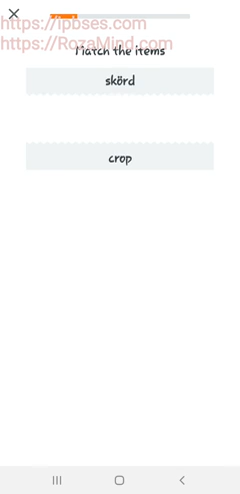 https://ipbses.com
https://RozaMind.com
Match the items
skörd
crop